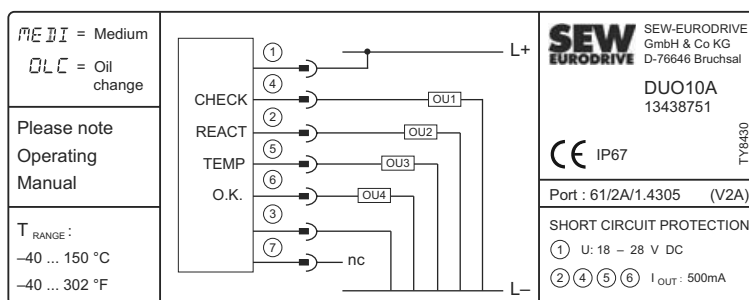 MEDI = Medium
OLC = Oil
change
Please note
Operating
Manual
T RANGE :
–40 ... 150 °C
–40 ... 302 °F
1
L+
4
CHECK
OU1
2
REACT
OU2
5
TEMP
OU3
6
O.K.
OU4
3
7
nc
L–
SEW
EURODRIVE
SEW-EURODRIVE
GmbH & Co KG
D-76646 Bruchsal
DUO10A
13438751
CE IP67
TY8430
Port : 61/2A/1.4305 (V2A)
SHORT CIRCUIT PROTECTION
1 U: 18 – 28 V DC
2 4 5 6 I OUT : 500mA